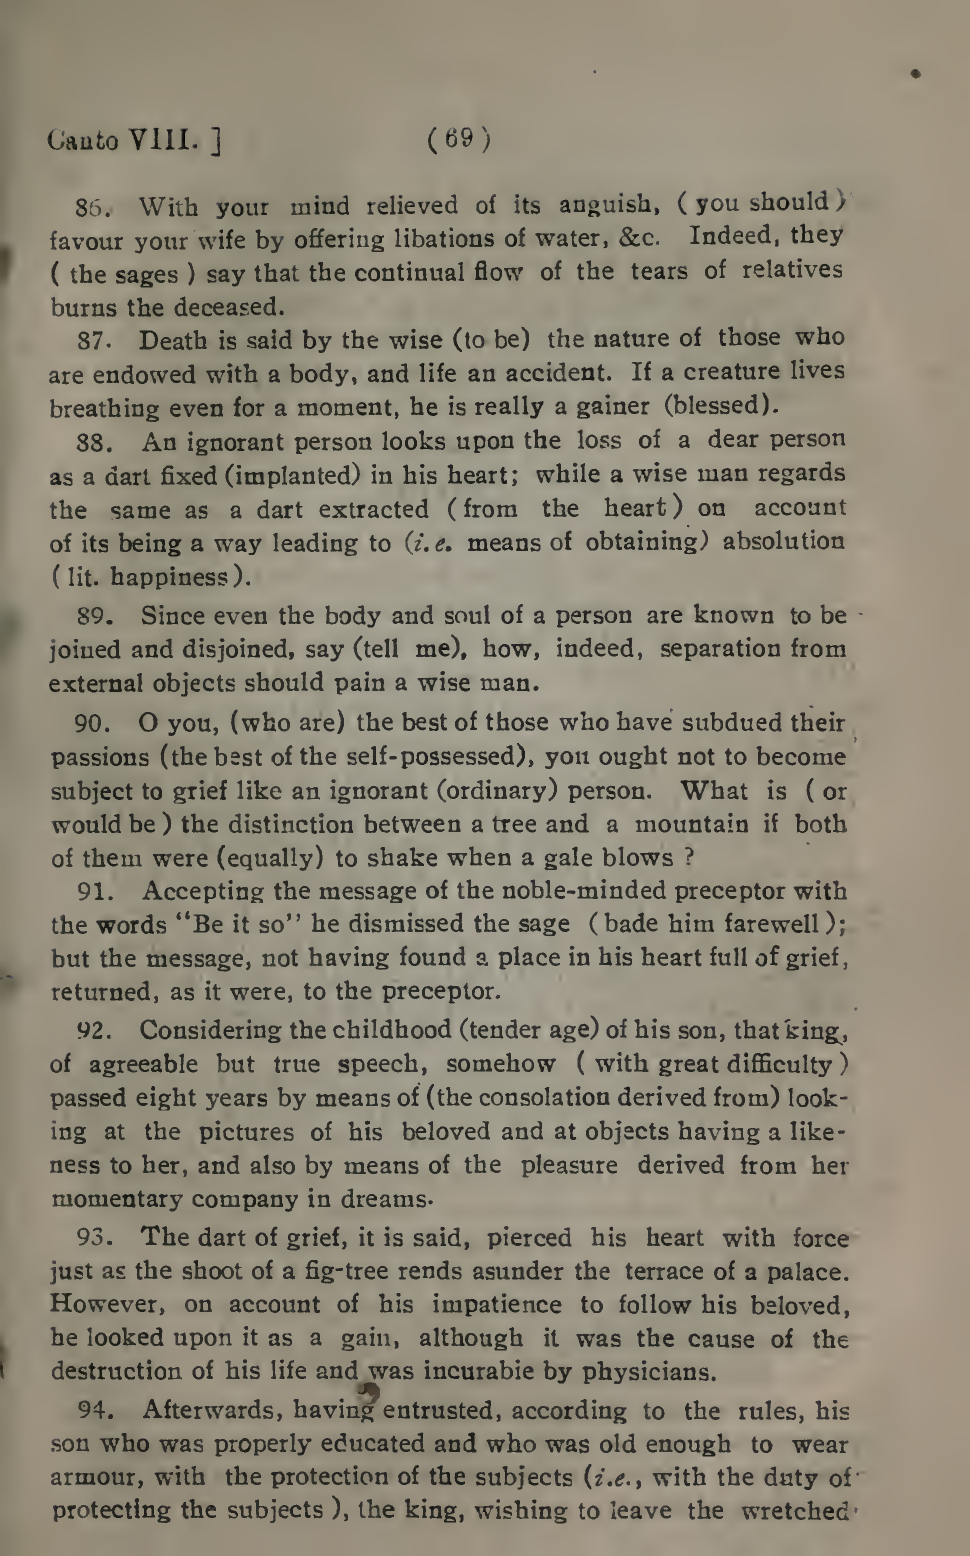 Canto VIII. ] ( 69 )
86. With your mind relieved of its anguish, ( you should )
favour your wife by offering libations of water, &c. Indeed, they
( the sages ) say that the continual flow of the tears of relatives
burns the deceased.
87. Death is said by the wise (to be) the nature of those who
are endowed with a body, and life an accident. If a creature lives
breathing even for a moment, he is really a gainer (blessed).
88. An ignorant person looks upon the loss of a dear person
as a dart fixed (implanted) in his heart; while a wise man regards
the same as a dart extracted ( from the heart ) on account
of its being a way leading to (i. e. means of obtaining) absolution
( lit. happiness ).
89. Since even the body and soul of a person are known to be
joined and disjoined, say (tell me), how, indeed, separation from
external objects should pain a wise man.
90. O you, (who are) the best of those who have subdued their
passions (the best of the self-possessed), you ought not to become
subject to grief like an ignorant (ordinary) person. What is ( or
would be ) the distinction between a tree and a mountain if both
of them were (equally) to shake when a gale blows ?
91. Accepting the message of the noble-minded preceptor with
the words "Be it so" he dismissed the sage ( bade him farewell );
but the message, not having found a place in his heart full of grief,
returned, as it were, to the preceptor.
92. Considering the childhood (tender age) of his son, that king,
of agreeable but true speech, somehow ( with great difficulty )
passed eight years by means of (the consolation derived from) look-
ing at the pictures of his beloved and at objects having a like-
ness to her, and also by means of the pleasure derived from her
momentary company in dreams.
93. The dart of grief, it is said, pierced his heart with force
just as the shoot of a fig-tree rends asunder the terrace of a palace.
However, on account of his impatience to follow his beloved,
he looked upon it as a gain, although it was the cause of the
destruction of his life and was incurabie by physicians.
94. Afterwards, having entrusted, according to the rules, his
son who was properly educated and who was old enough to wear
armour, with the protection of the subjects (i.e., with the duty of
protecting the subjects ), the king, wishing to leave the wretched